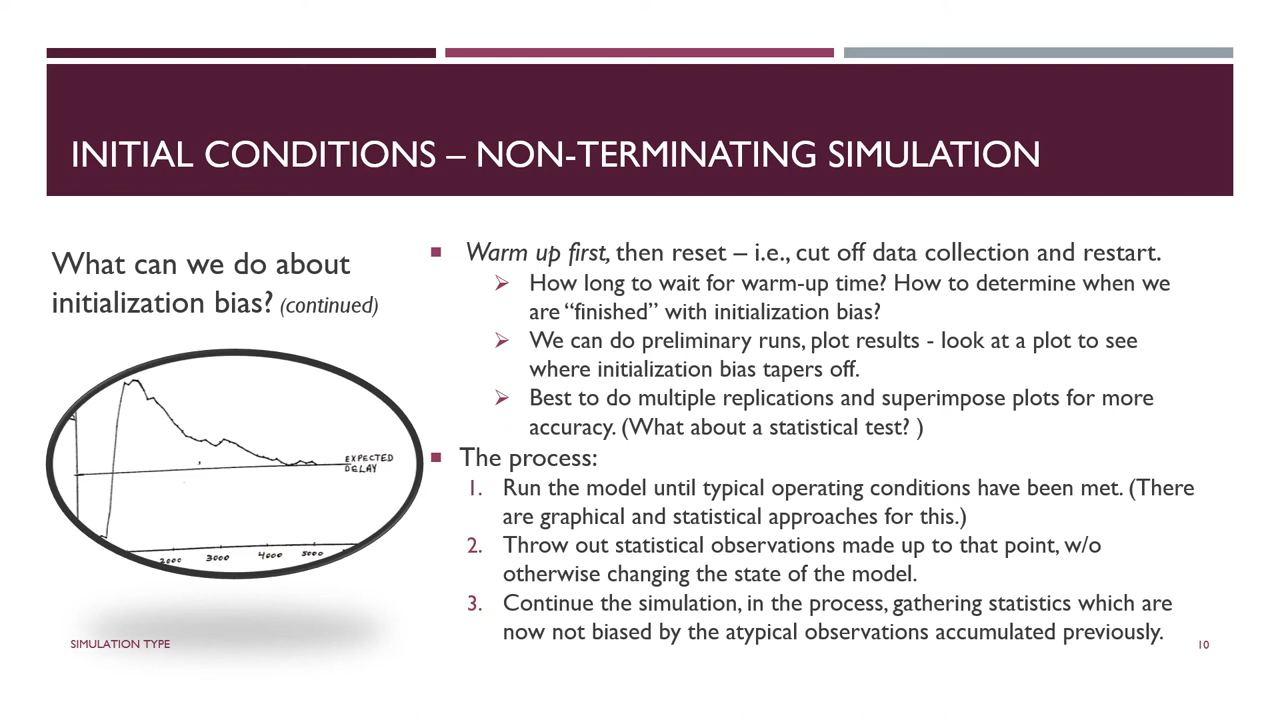 INITIAL CONDITIONS – NON-TERMINATING SIMULATION
What can we do about
initialization bias? (continued)
EXPECTED
DELAY
2000 3000 4000 5000
■ Warm up first, then reset – i.e., cut off data collection and restart.
➢ How long to wait for warm-up time? How to determine when we
are “finished” with initialization bias?
➢ We can do preliminary runs, plot results - look at a plot to see
where initialization bias tapers off.
➢ Best to do multiple replications and superimpose plots for more
accuracy. (What about a statistical test? )
■ The process:
1. Run the model until typical operating conditions have been met. (There
are graphical and statistical approaches for this.)
2. Throw out statistical observations made up to that point, w/o
otherwise changing the state of the model.
3. Continue the simulation, in the process, gathering statistics which are
now not biased by the atypical observations accumulated previously.
SIMULATION TYPE
10